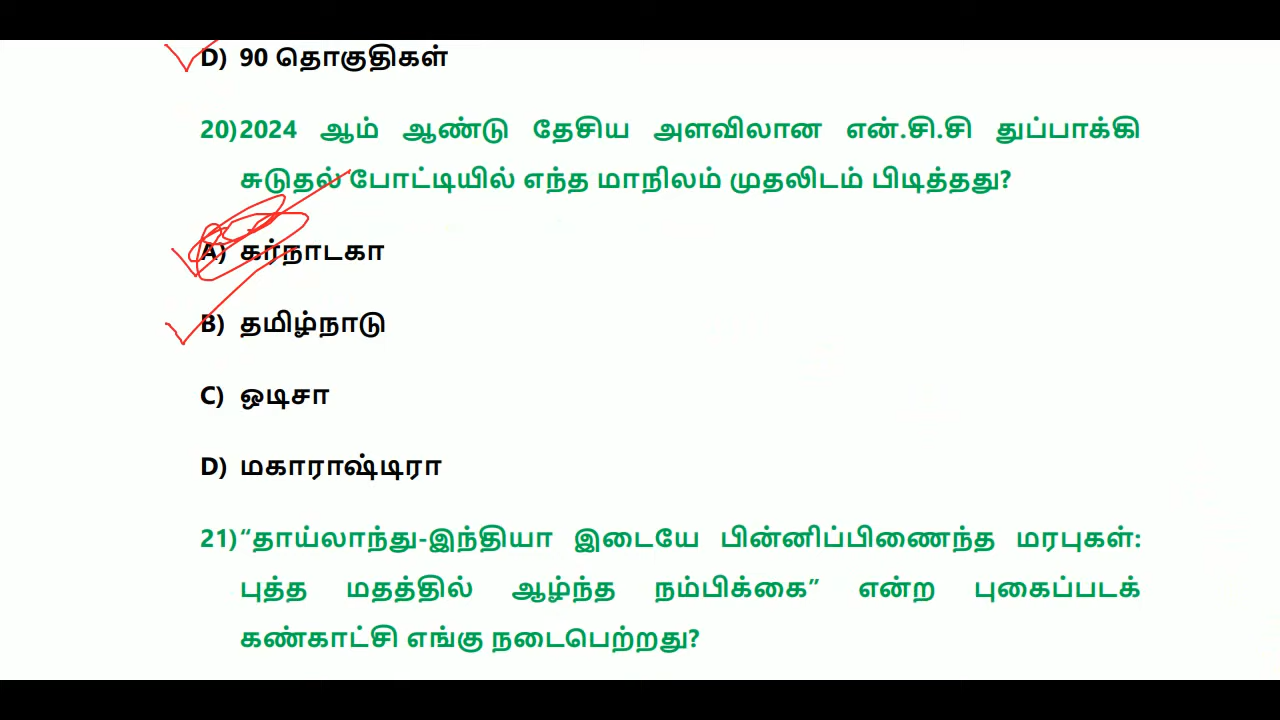 D) 90 தொகுதிகள்
20)2024 ஆம் ஆண்டு தேசிய அளவிலான என்.சி.சி துப்பாக்கி
சுடுதல் போட்டியில் எந்த மாநிலம் முதலிடம் பிடித்தது?
A) கர்நாடகா
B) தமிழ்நாடு
C) ஒடிசா
D) மகாராஷ்டிரா
21)“தாய்லாந்து-இந்தியா இடையே பின்னிப்பிணைந்த மரபுகள்:
புத்த மதத்தில் ஆழ்ந்த நம்பிக்கை” என்ற புகைப்படக்
கண்காட்சி எங்கு நடைபெற்றது?